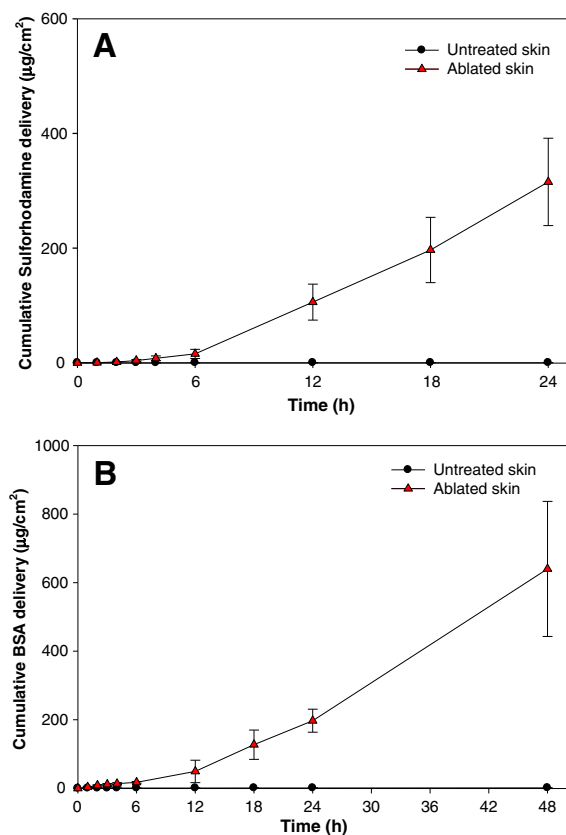 A
Untreated skin
Ablated skin
Cumulative Sulforhodamine delivery (µg/cm²)
600
400
200
0
0 6 12 18 24
Time (h)
B
Untreated skin
Ablated skin
Cumulative BSA delivery (µg/cm²)
1000
800
600
400
200
0
0 6 12 18 24 30 36 42 48
Time (h)